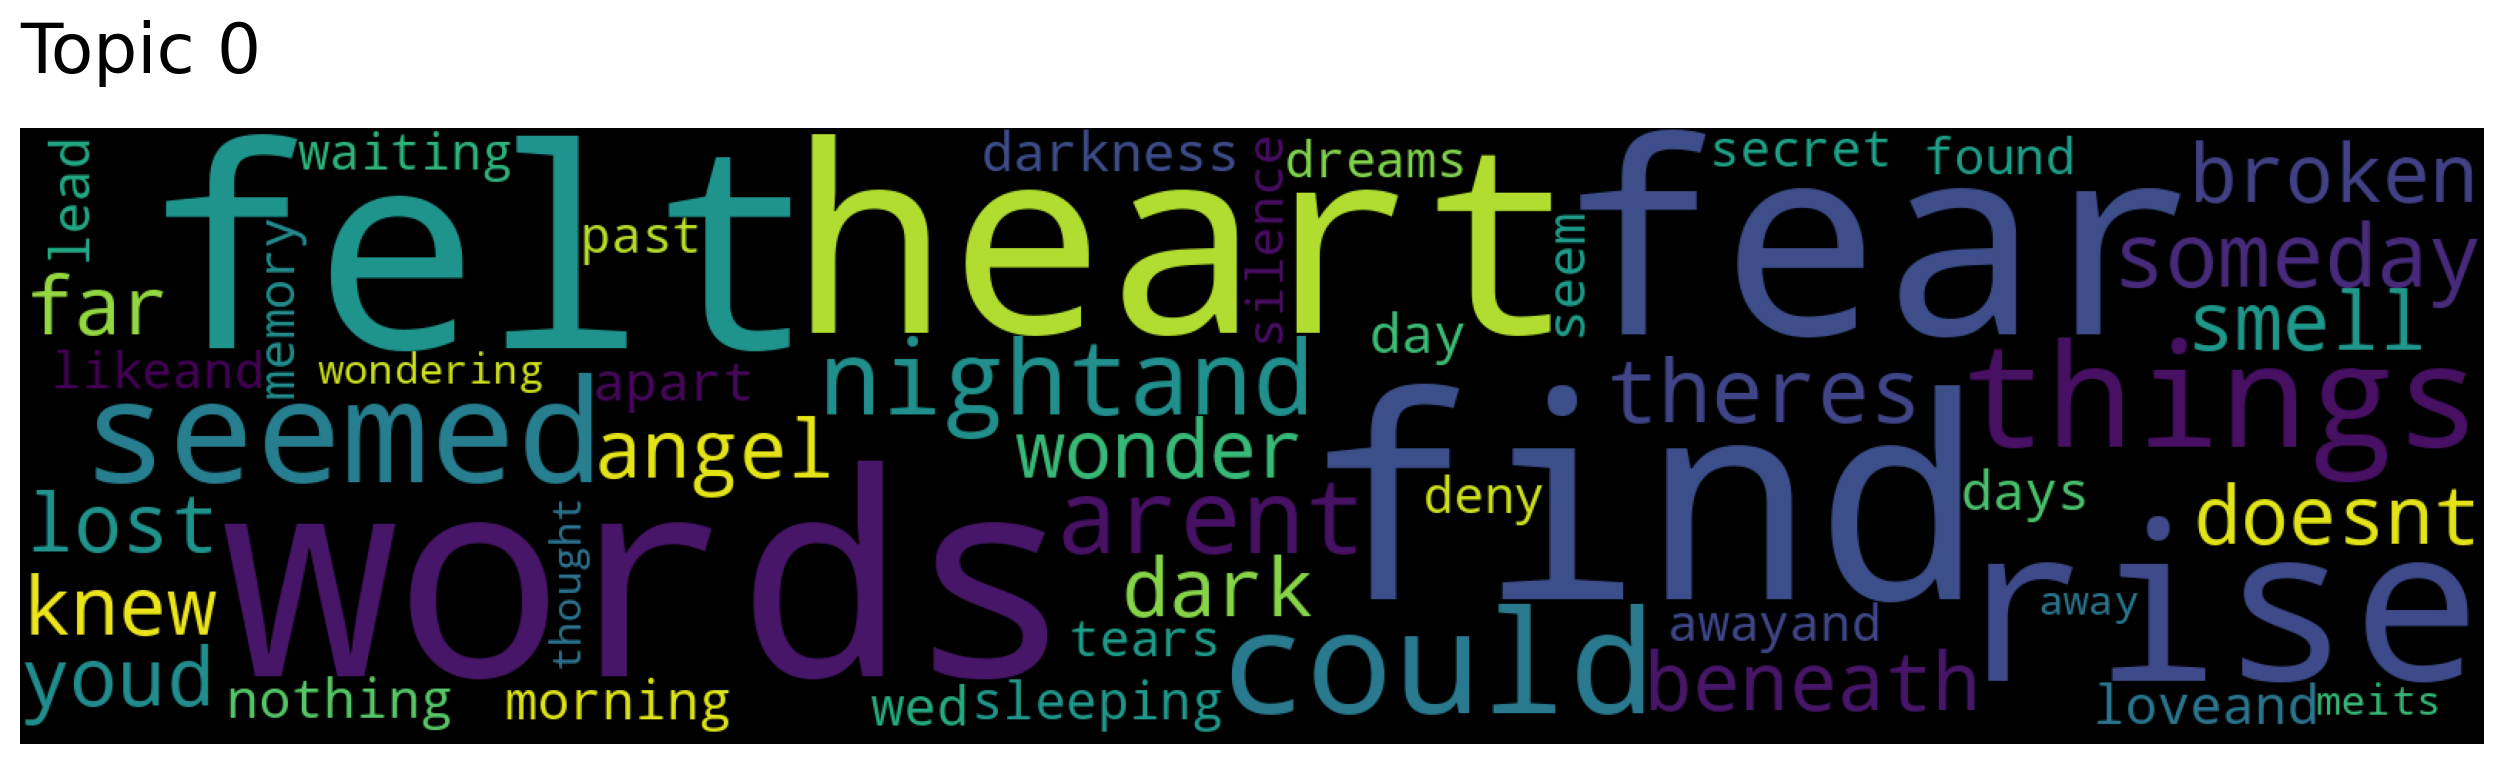 Topic 0
lead
waiting
felt
heart
fear
darkness
silence
dreams
secret
found
broken
past
seem
someday
far
memory
day
smell
likeand
wondering
apart
nightand
theres
things
seemed
angel
wonder
find
lost
words
thought
arent
deny
days
doesnt
knew
dark
rise
away
youd
tears
could
awayand
beneath
nothing
morning
wed
sleeping
loveand
meits